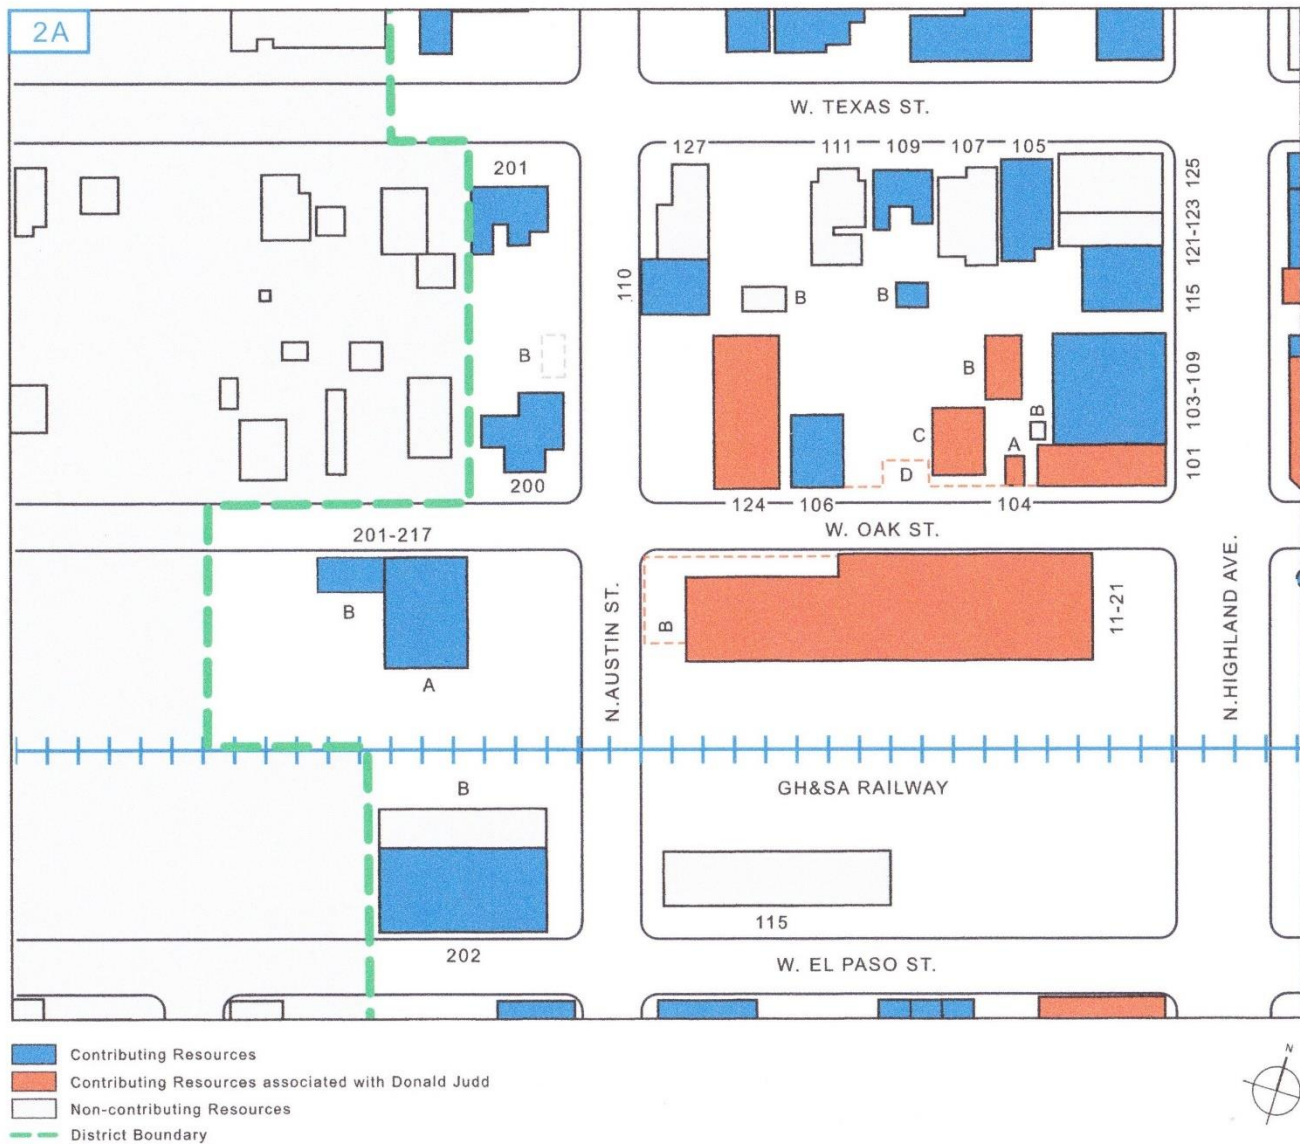 2A
W. TEXAS ST.
127
111
109
107
105
201
125
121-123
115
110
B
B
B
B
B
103-109
C
A
D
101
200
124
106
104
201-217
W. OAK ST.
N.AUSTIN ST.
N.HIGHLAND AVE.
B
B
11-21
A
GH&SA RAILWAY
B
115
202
W. EL PASO ST.
Contributing Resources
Contributing Resources associated with Donald Judd
Non-contributing Resources
District Boundary
N